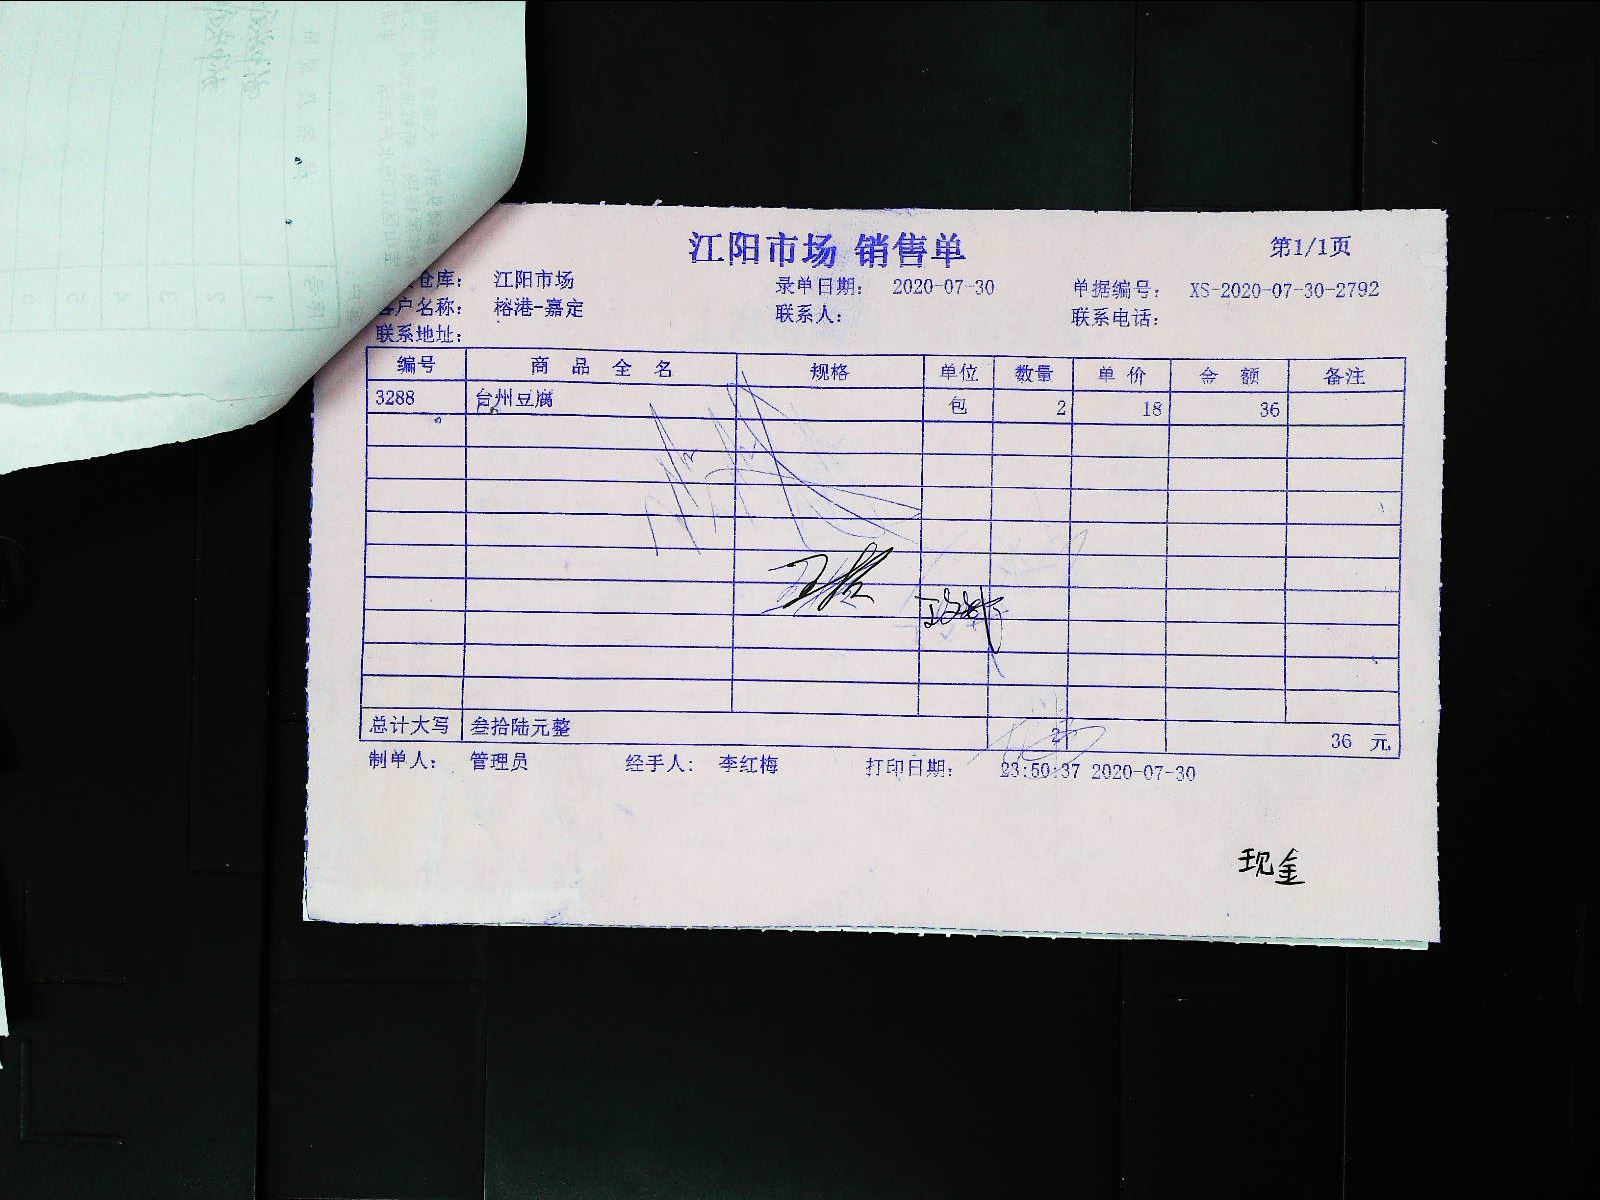 江阳市场 销售单
第1/1页
仓库： 江阳市场 录单日期： 2020-07-30 单据编号： XS-2020-07-30-2792
客户名称： 榕港-嘉定 联系人： 联系电话：
联系地址：
编号 商品全名 规格 单位 数量 单价 金额 备注
3288 台州豆腐 包 2 18 36
总计大写 叁拾陆元整 2 36 元
制单人： 管理员 经手人： 李红梅 打印日期： 23:50:37 2020-07-30
现金